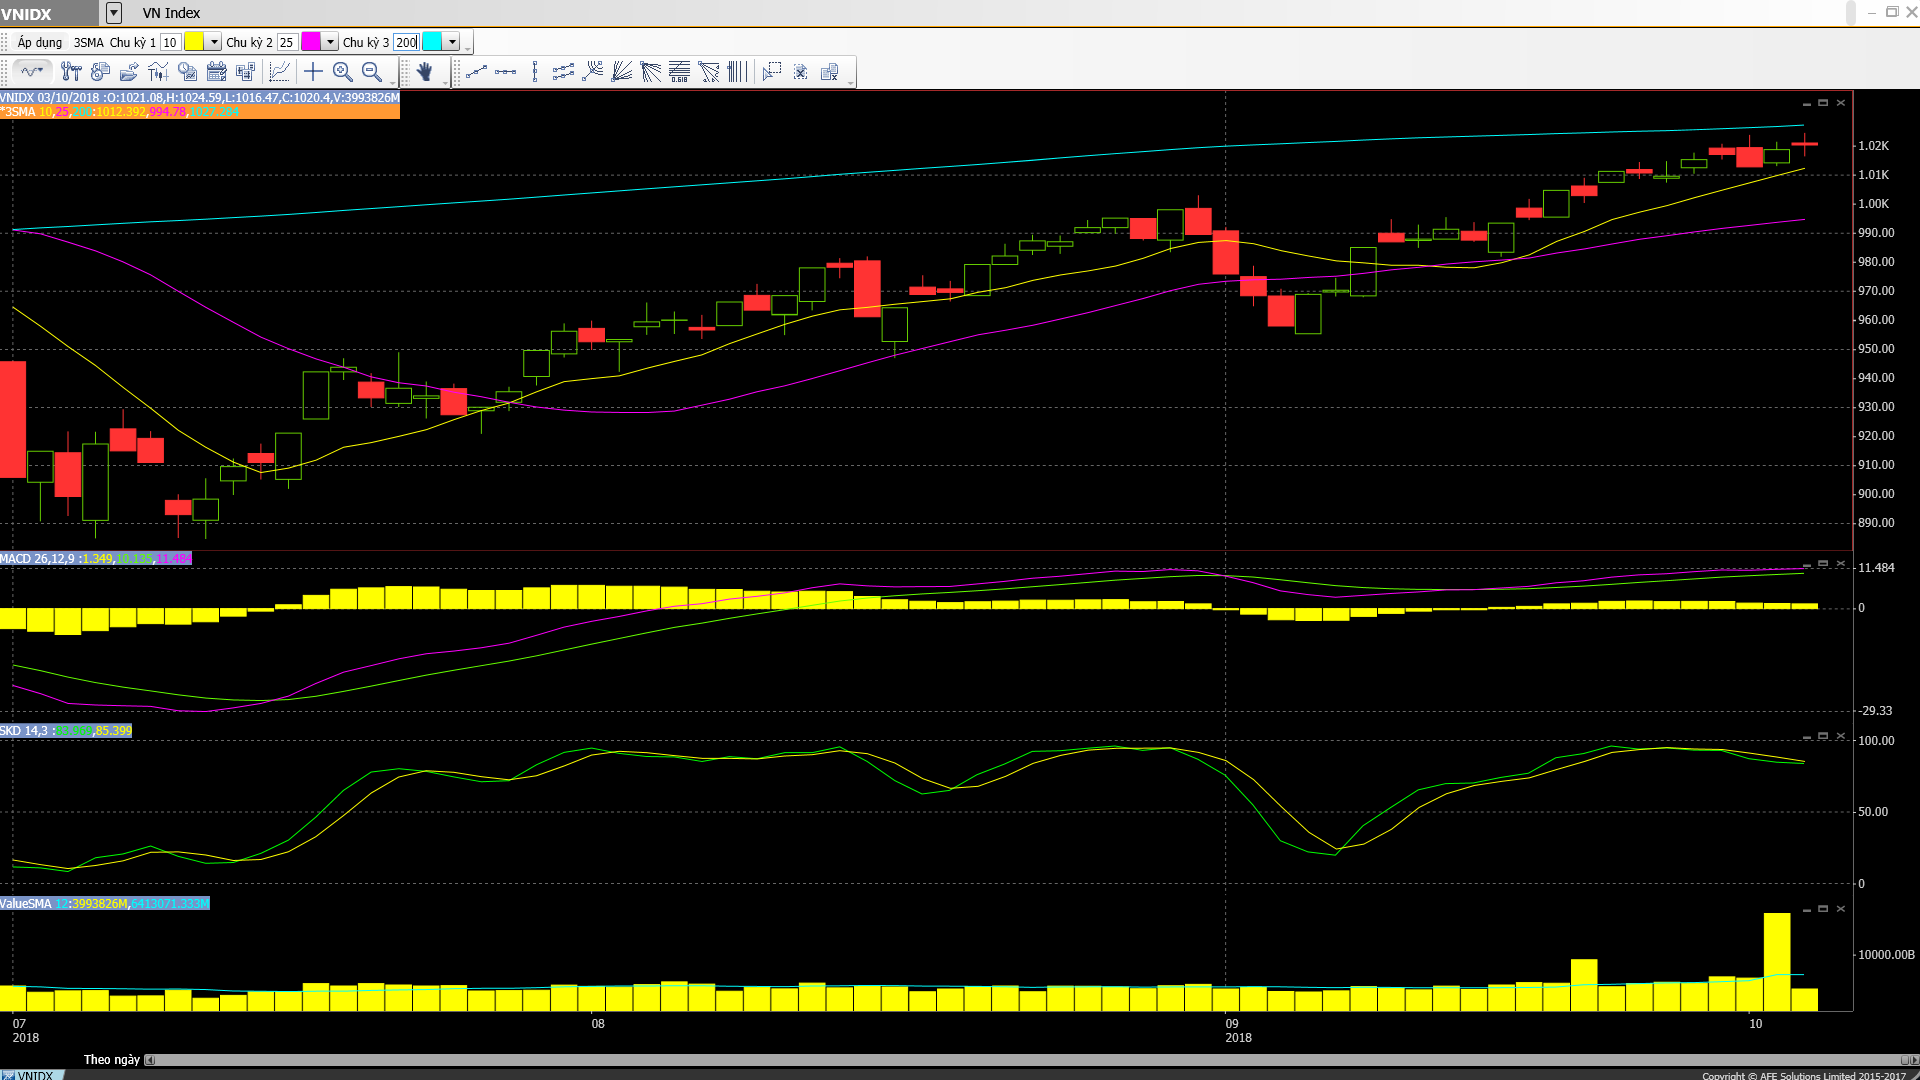 VNIDX VN Index
Áp dụng 3SMA Chu kỳ 1 10 Chu kỳ 2 25 Chu kỳ 3 200
0.618
VNIDX 03/10/2018 :O:1021.08,H:1024.59,L:1016.47,C:1020.4,V:3993826M
*3SMA 10,25,200:1012.392,994.78,
1.02K
1.01K
1.00K
990.00
980.00
970.00
960.00
950.00
940.00
930.00
920.00
910.00
900.00
890.00
MACD 26,12,9 :1.349,10.135,11.484
11.484
0
-29.33
SKD 14,3 :,85.399
100.00
50.00
0
ValueSMA 12:3993826M,6413071.333M
10000.00B
07 08 09 10
2018 2018
Theo ngày
VNIDX
Copyright © AFE Solutions Limited 2015-2017